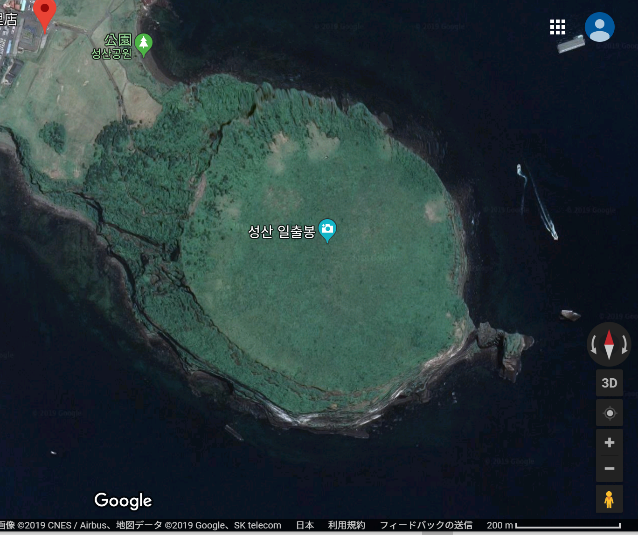 里店
公園
성산공원
성산 일출봉
3D
Google
画像 ©2019 CNES / Airbus、地図データ ©2019 Google、SK telecom 日本 利用規約 フィードバックの送信 200 m